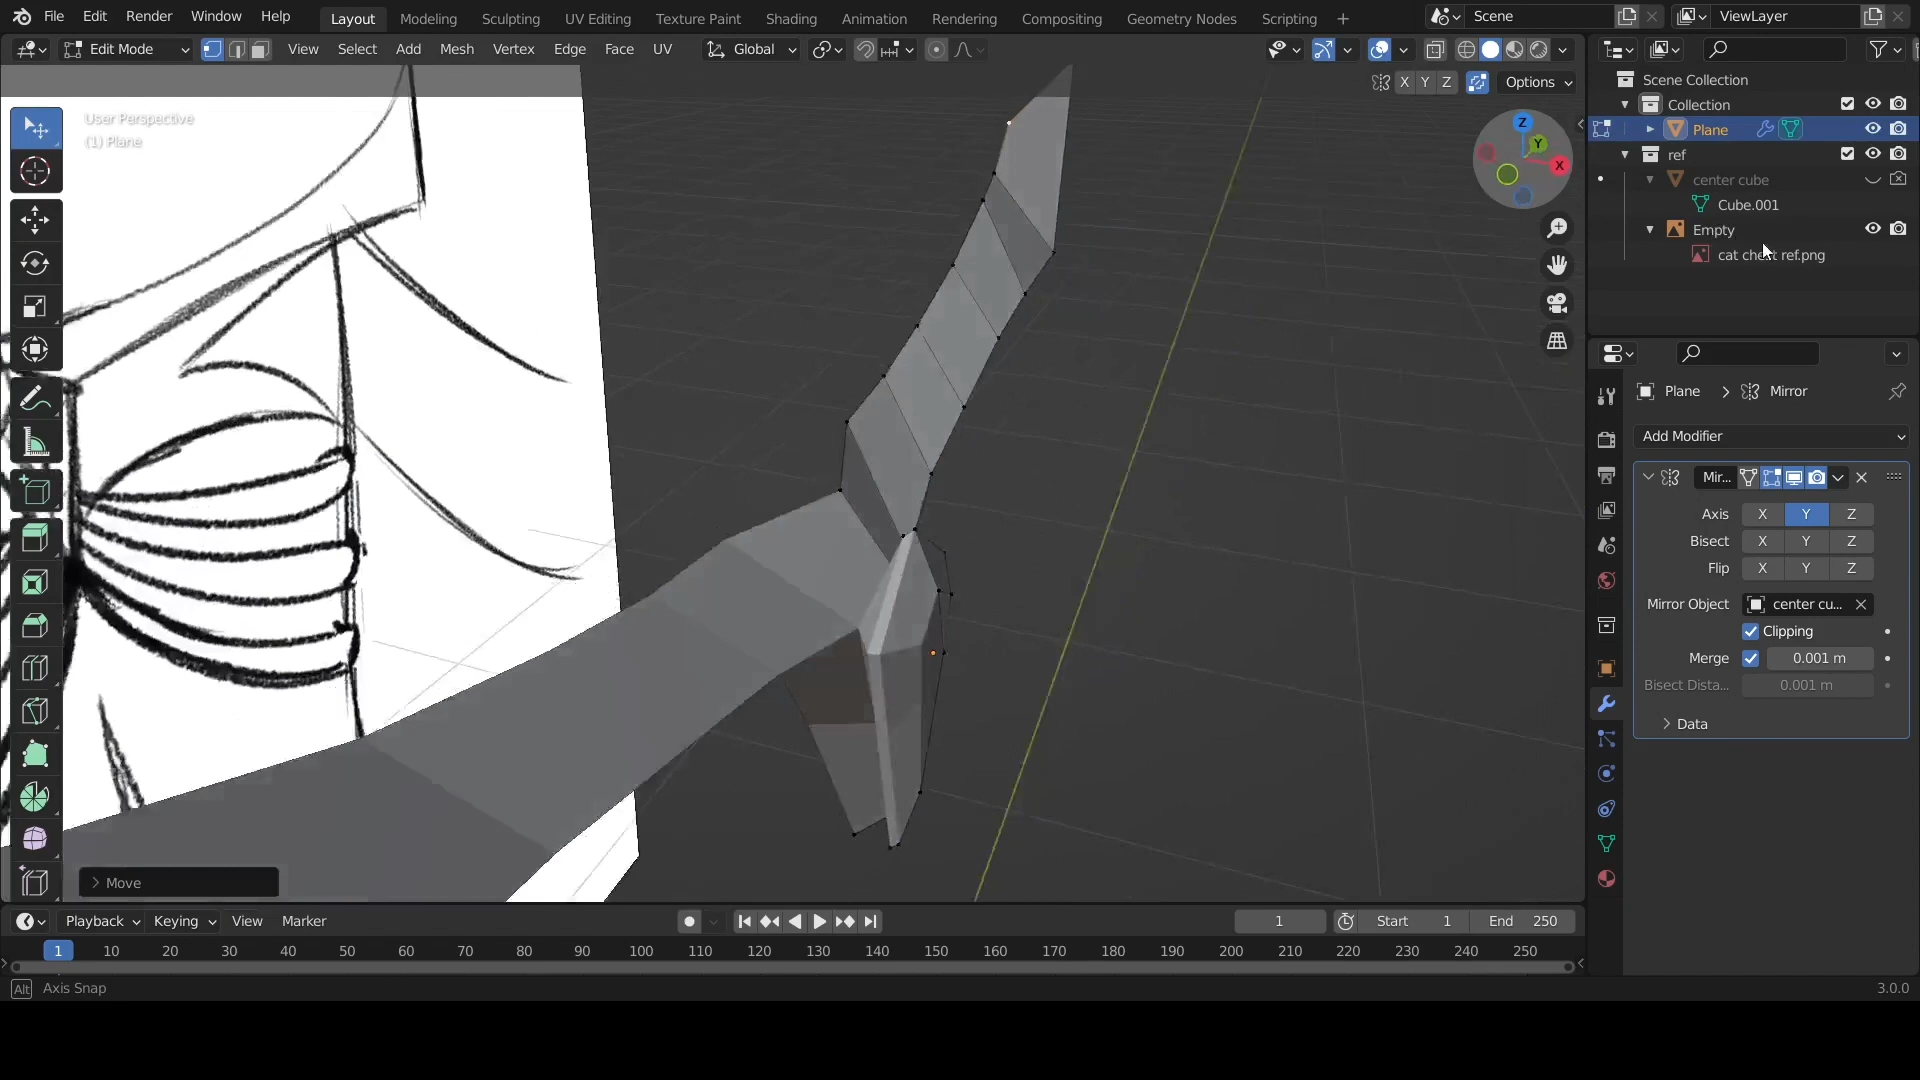 File Edit Render Window Help Layout Modeling Sculpting UV Editing Texture Paint Shading Animation Rendering Compositing Geometry Nodes Scripting Scene ViewLayer
Edit Mode View Select Add Mesh Vertex Edge Face UV Global
X Y Z Options
User Perspective
(1) Plane
Z
Y
X
Scene Collection
Collection
Plane
ref
center cube
Cube.001
Empty
cat chest ref.png
Plane Mirror
Add Modifier
Mir...
Axis X Y Z
Bisect X Y Z
Flip X Y Z
Mirror Object center cu...
Clipping
Merge 0.001 m
Bisect Dista... 0.001 m
Data
Move
Playback Keying View Marker 1 Start 1 End 250
1 10 20 30 40 50 60 70 80 90 100 110 120 130 140 150 160 170 180 190 200 210 220 230 240 250
Alt Axis Snap 3.0.0